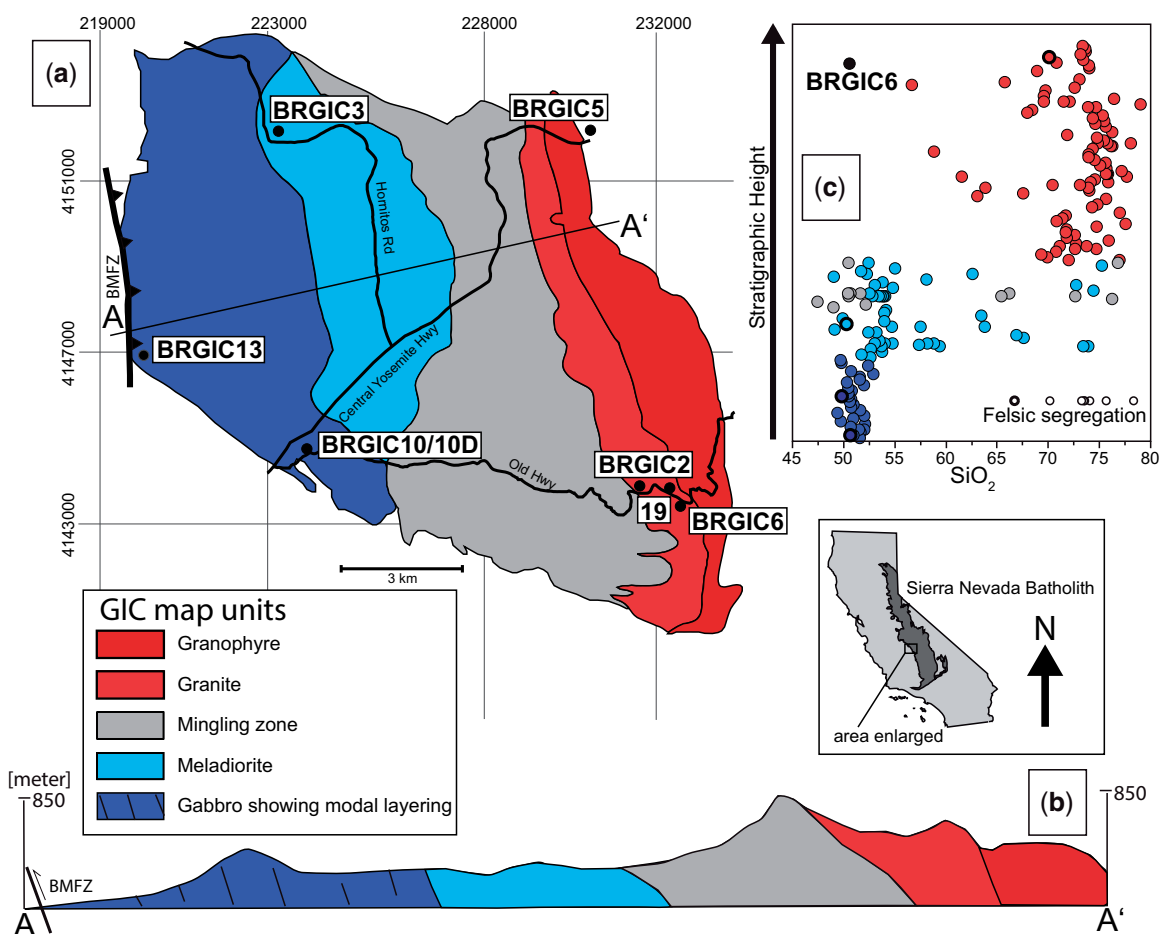 219000 223000 228000 232000
(a)
4151000
4147000
4143000
BRGIC3
BRGIC5
Hornitos Rd
A'
BMFZ
A
BRGIC13
Central Yosemite Hwy
BRGIC10/10D
Old Hwy
BRGIC2
19
BRGIC6
3 km
Stratigraphic Height
BRGIC6
(c)
Felsic segregation
45 50 55 60 65 70 75 80
SiO2
GIC map units
Granophyre
Granite
Mingling zone
Meladiorite
Gabbro showing modal layering
Sierra Nevada Batholith
N
area enlarged
[meter]
850
(b)
850
BMFZ
A
A'